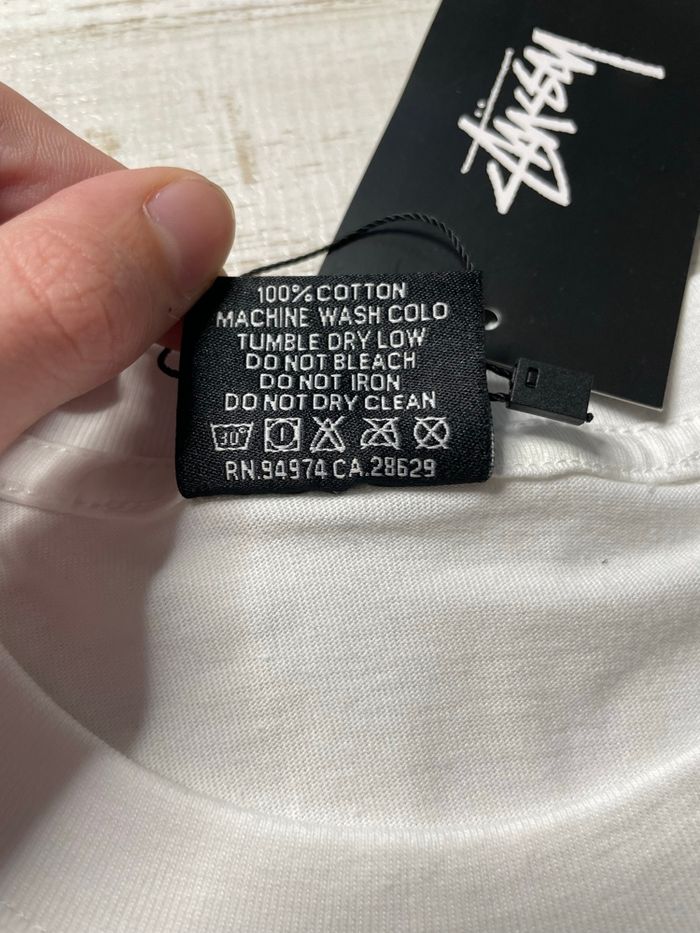 STÜSSY
100% COTTON
MACHINE WASH COLO
TUMBLE DRY LOW
DO NOT BLEACH
DO NOT IRON
DO NOT DRY CLEAN
30°
RN.94974 CA.28629